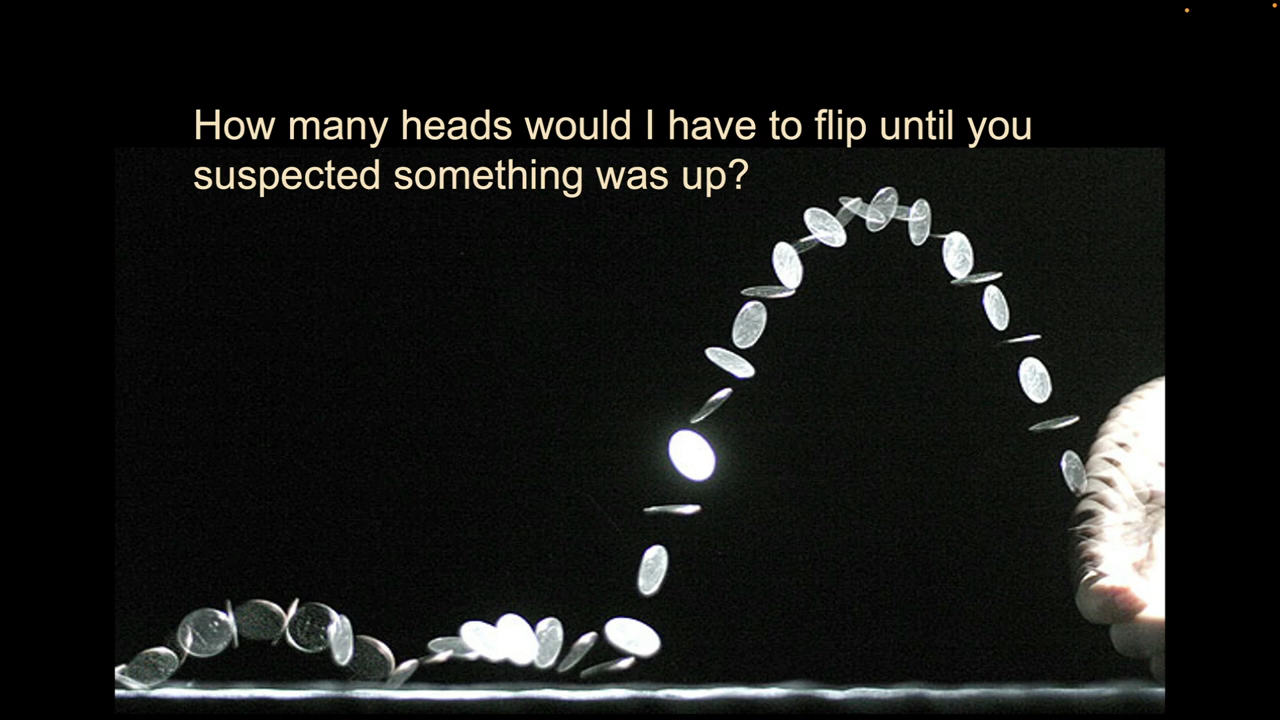 How many heads would I have to flip until you
suspected something was up?